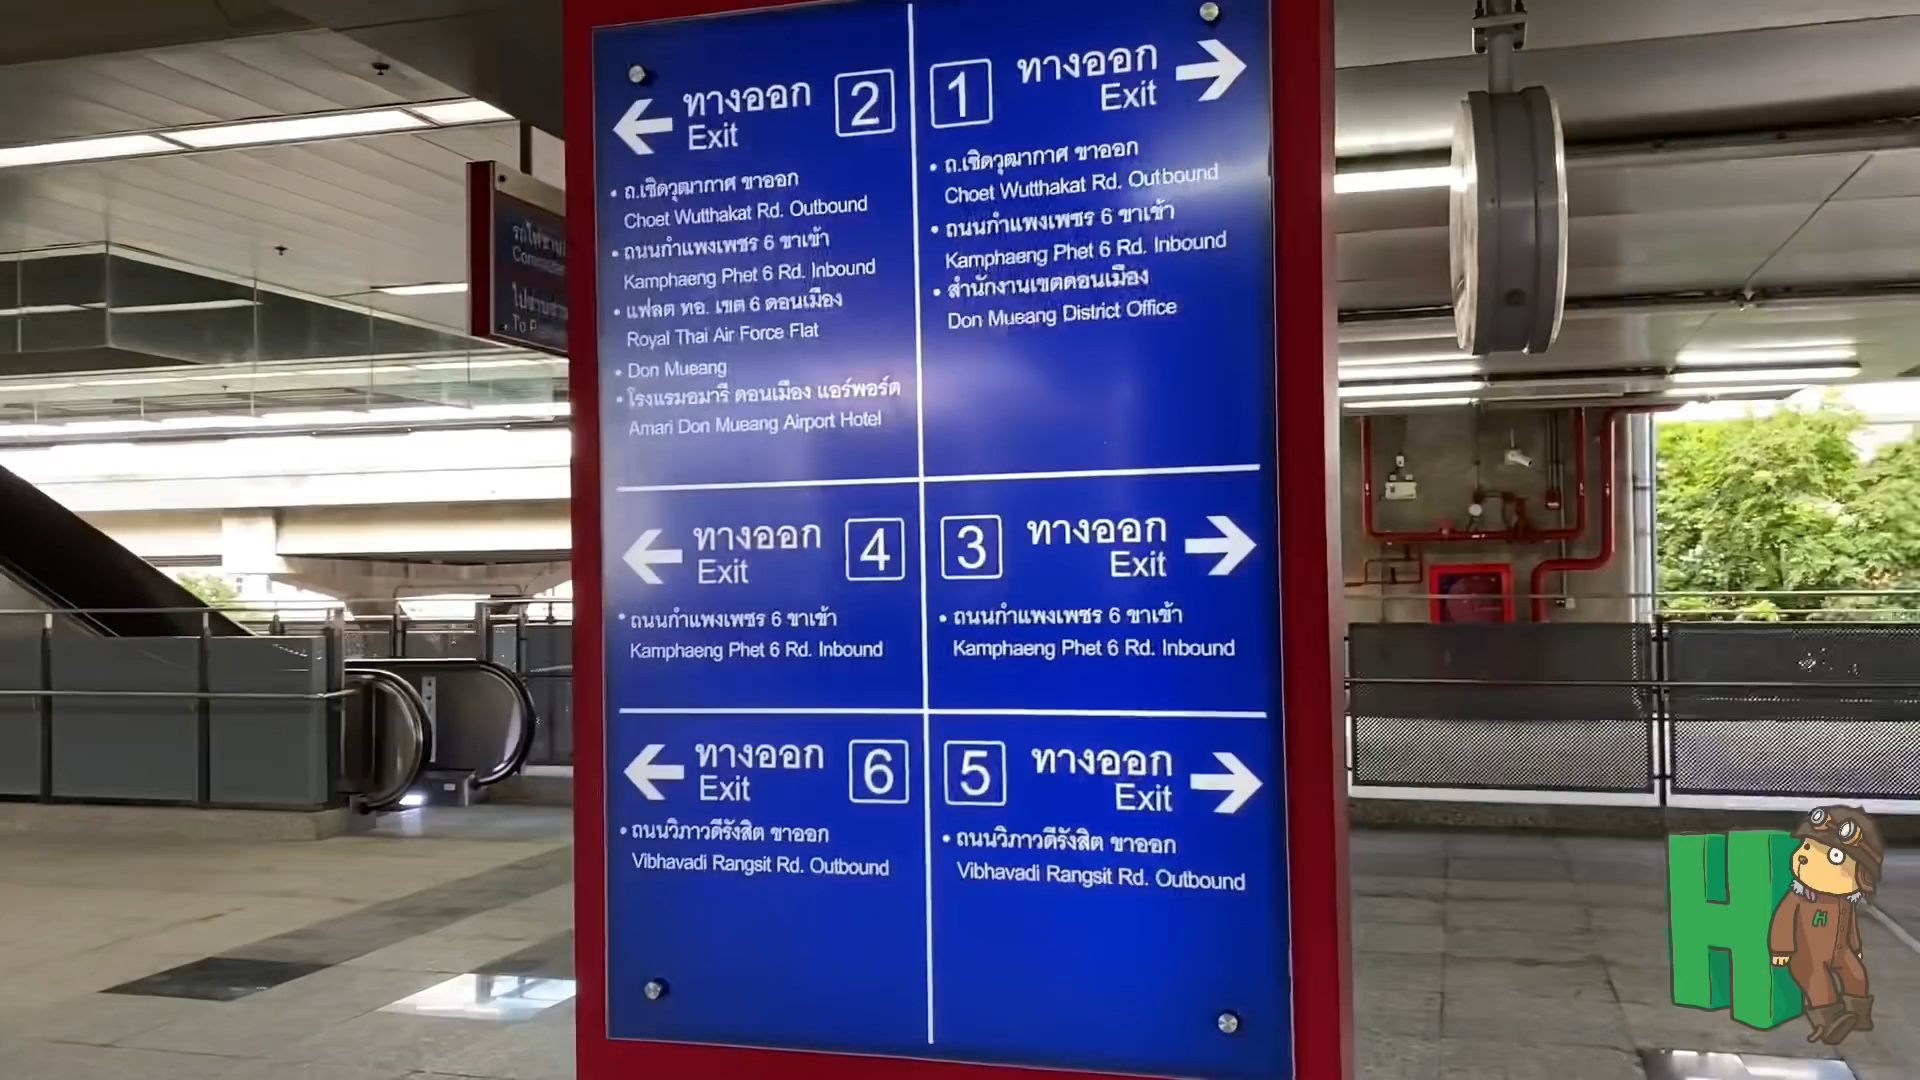 ทางออก
Exit
2
ถ.เชิดวุฒากาศ ขาออก
Choet Wutthakat Rd. Outbound
ถนนกำแพงเพชร 6 ขาเข้า
Kamphaeng Phet 6 Rd. Inbound
แฟลต ทอ. เขต 6 ดอนเมือง
Royal Thai Air Force Flat
Don Mueang
โรงแรมอมารี ดอนเมือง แอร์พอร์ต
Amari Don Mueang Airport Hotel
1
ทางออก
Exit
ถ.เชิดวุฒากาศ ขาออก
Choet Wutthakat Rd. Outbound
ถนนกำแพงเพชร 6 ขาเข้า
Kamphaeng Phet 6 Rd. Inbound
สำนักงานเขตดอนเมือง
Don Mueang District Office
ทางออก
Exit
4
ถนนกำแพงเพชร 6 ขาเข้า
Kamphaeng Phet 6 Rd. Inbound
3
ทางออก
Exit
ถนนกำแพงเพชร 6 ขาเข้า
Kamphaeng Phet 6 Rd. Inbound
ทางออก
Exit
6
ถนนวิภาวดีรังสิต ขาออก
Vibhavadi Rangsit Rd. Outbound
5
ทางออก
Exit
ถนนวิภาวดีรังสิต ขาออก
Vibhavadi Rangsit Rd. Outbound
To
H
H